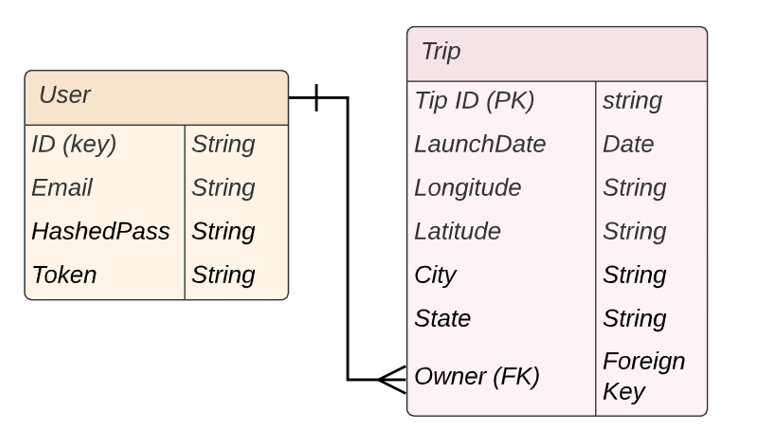 User
ID (key) String
Email String
HashedPass String
Token String
Trip
Tip ID (PK) string
LaunchDate Date
Longitude String
Latitude String
City String
State String
Owner (FK) Foreign
Key